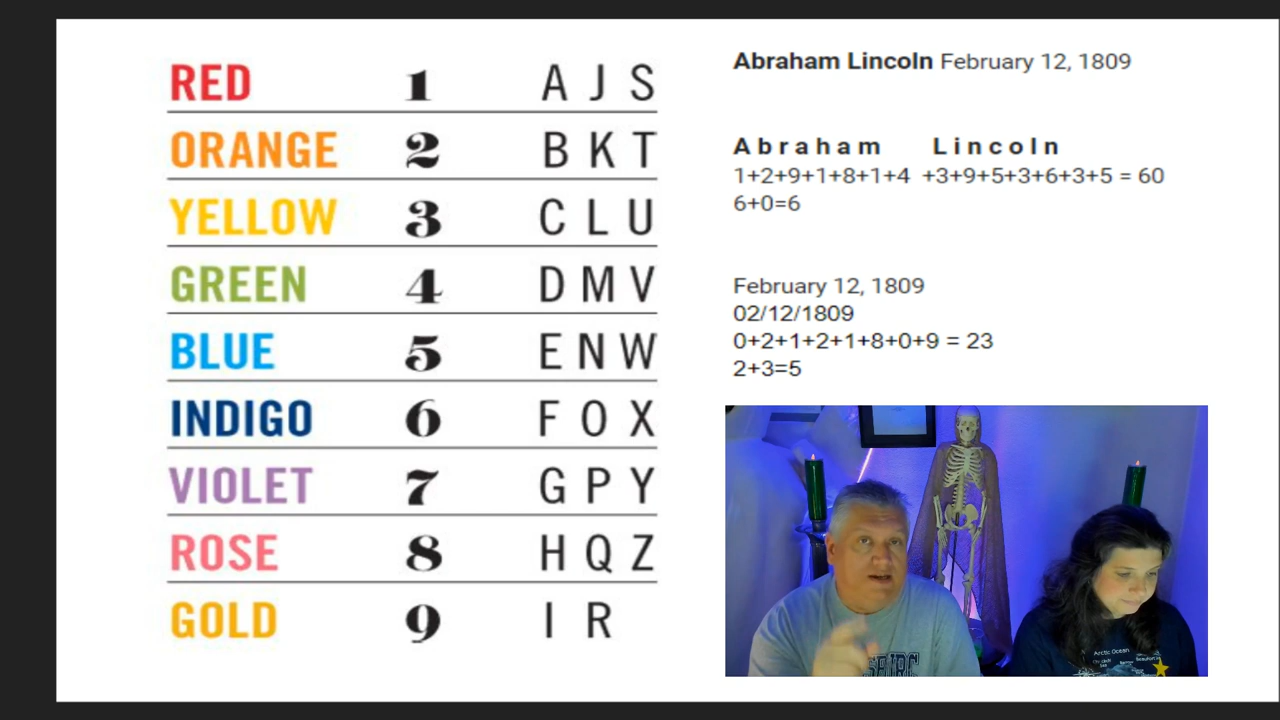 RED 1 A J S
ORANGE 2 B K T
YELLOW 3 C L U
GREEN 4 D M V
BLUE 5 E N W
INDIGO 6 F O X
VIOLET 7 G P Y
ROSE 8 H Q Z
GOLD 9 I R
Abraham Lincoln February 12, 1809
A b r a h a m L i n c o l n
1+2+9+1+8+1+4 +3+9+5+3+6+3+5 = 60
6+0=6
February 12, 1809
02/12/1809
0+2+1+2+1+8+0+9 = 23
2+3=5
Arctic Ocean